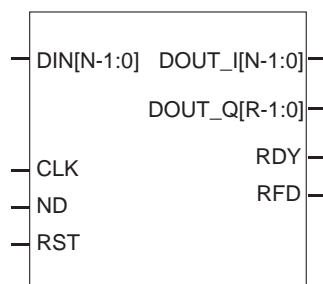 DIN[N-1:0] DOUT_I[N-1:0]
DOUT_Q[R-1:0]
RDY
CLK
RFD
ND
RST